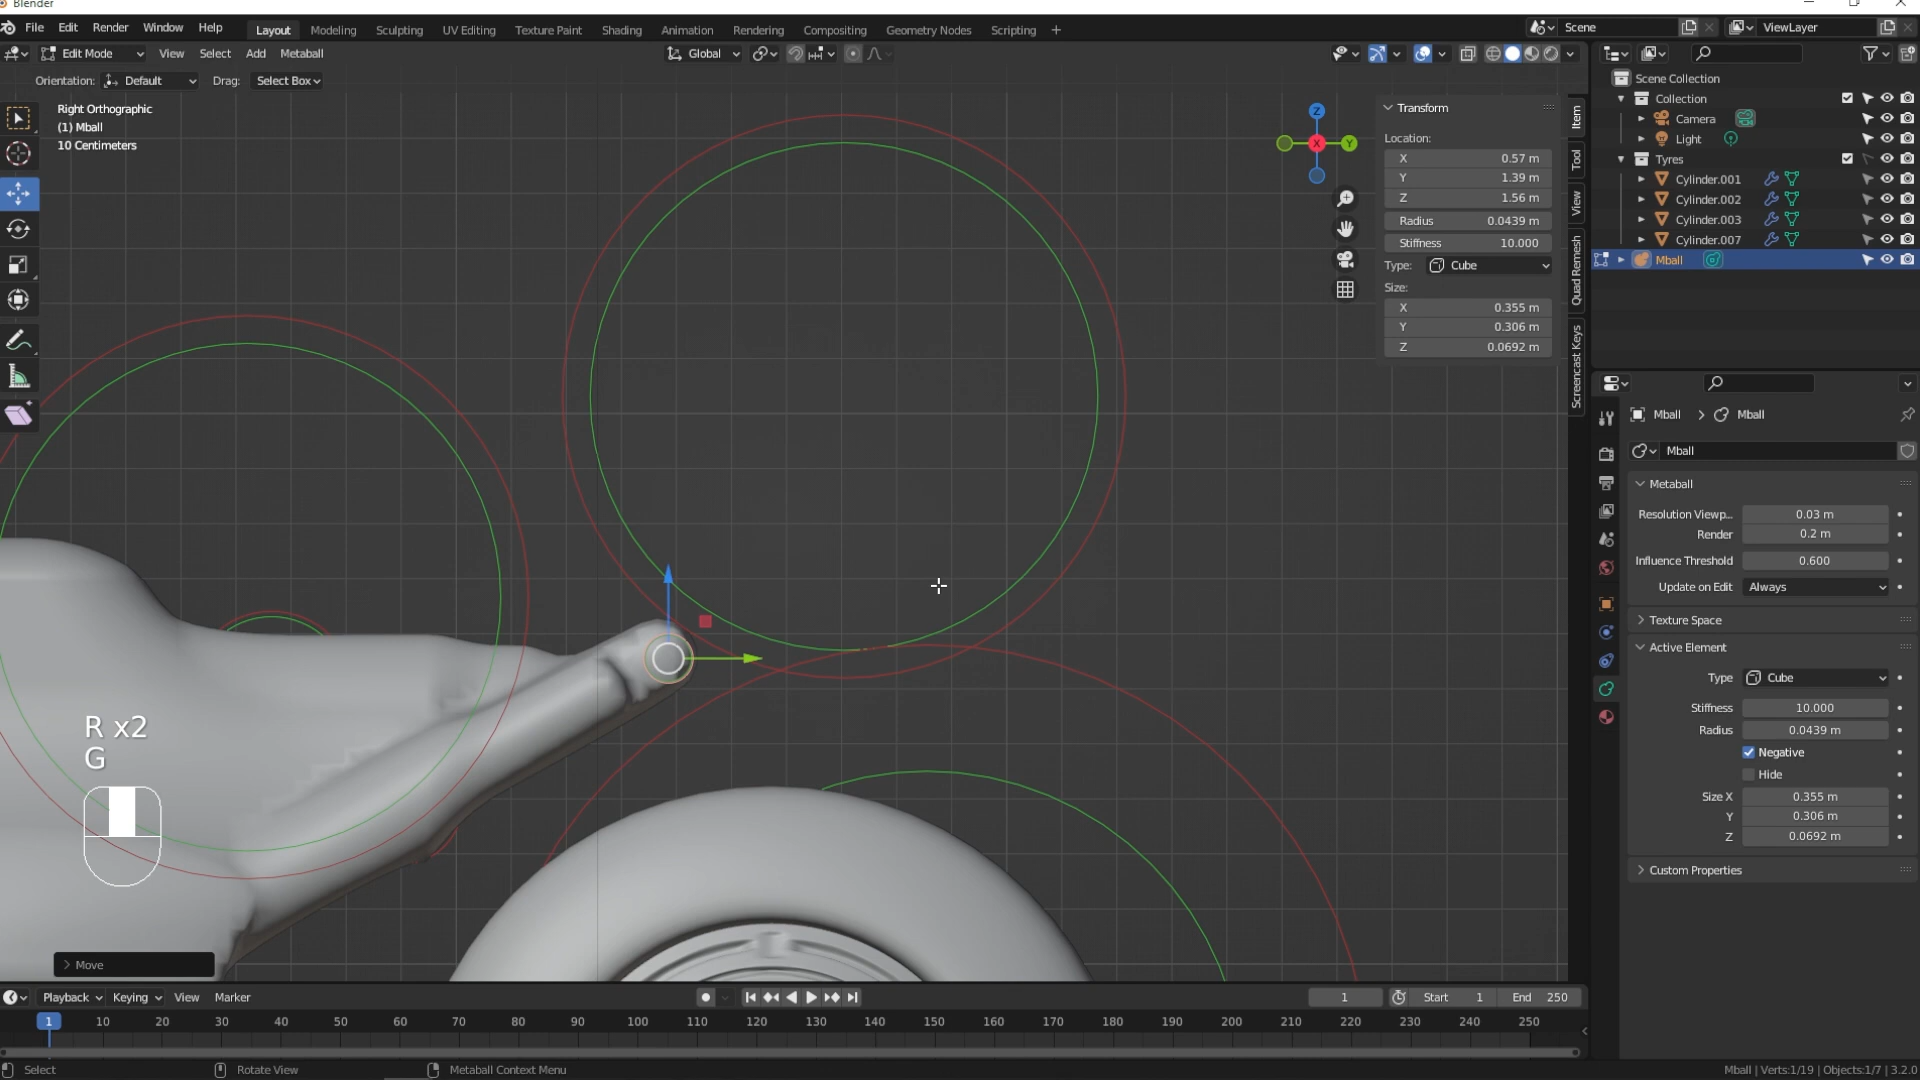 Blender
File Edit Render Window Help
Layout Modeling Sculpting UV Editing Texture Paint Shading Animation Rendering Compositing Geometry Nodes Scripting +
Scene
ViewLayer
Edit Mode View Select Add Metaball
Global
Orientation: Default Drag: Select Box
Right Orthographic
(1) Mball
10 Centimeters
Z
Y
X
Transform
Location:
X 0.57 m
Y 1.39 m
Z 1.56 m
Radius 0.0439 m
Stiffness 10.000
Type: Cube
Size:
X 0.355 m
Y 0.306 m
Z 0.0692 m
Item
Tool
View
Quad Remesh
Screencast Keys
Scene Collection
Collection
Camera
Light
Tyres
Cylinder.001
Cylinder.002
Cylinder.003
Cylinder.007
Mball
Mball > Mball
Mball
Metaball
Resolution Viewp... 0.03 m
Render 0.2 m
Influence Threshold 0.600
Update on Edit Always
Texture Space
Active Element
Type Cube
Stiffness 10.000
Radius 0.0439 m
Negative
Hide
Size X 0.355 m
Y 0.306 m
Z 0.0692 m
Custom Properties
R x2
G
Move
Playback Keying View Marker
1
Start 1 End 250
1 10 20 30 40 50 60 70 80 90 100 110 120 130 140 150 160 170 180 190 200 210 220 230 240 250
Select Rotate View Metaball Context Menu
Mball | Verts:1/19 | Objects:1/7 | 3.2.0